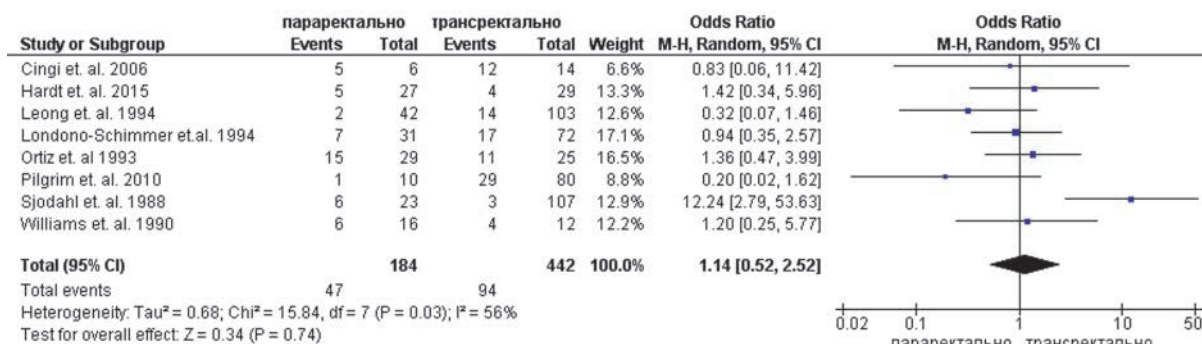 параректально трансректально Odds Ratio Odds Ratio
Study or Subgroup Events Total Events Total Weight M-H, Random, 95% CI M-H, Random, 95% CI
Cingi et. al. 2006 5 6 12 14 6.6% 0.83 [0.06, 11.42]
Hardt et. al. 2015 5 27 4 29 13.3% 1.42 [0.34, 5.96]
Leong et. al. 1994 2 42 14 103 12.6% 0.32 [0.07, 1.46]
Londono-Schimmer et.al. 1994 7 31 17 72 17.1% 0.94 [0.35, 2.57]
Ortiz et. al 1993 15 29 11 25 16.5% 1.36 [0.47, 3.99]
Pilgrim et. al. 2010 1 10 29 80 8.8% 0.20 [0.02, 1.62]
Sjodahl et. al. 1988 6 23 3 107 12.9% 12.24 [2.79, 53.63]
Williams et. al. 1990 6 16 4 12 12.2% 1.20 [0.25, 5.77]
Total (95% CI) 184 442 100.0% 1.14 [0.52, 2.52]
Total events 47 94
Heterogeneity: Tau² = 0.68; Chi² = 15.84, df = 7 (P = 0.03); I² = 56%
Test for overall effect: Z = 0.34 (P = 0.74)
0.02 0.1 1 10 50
параректально трансректально